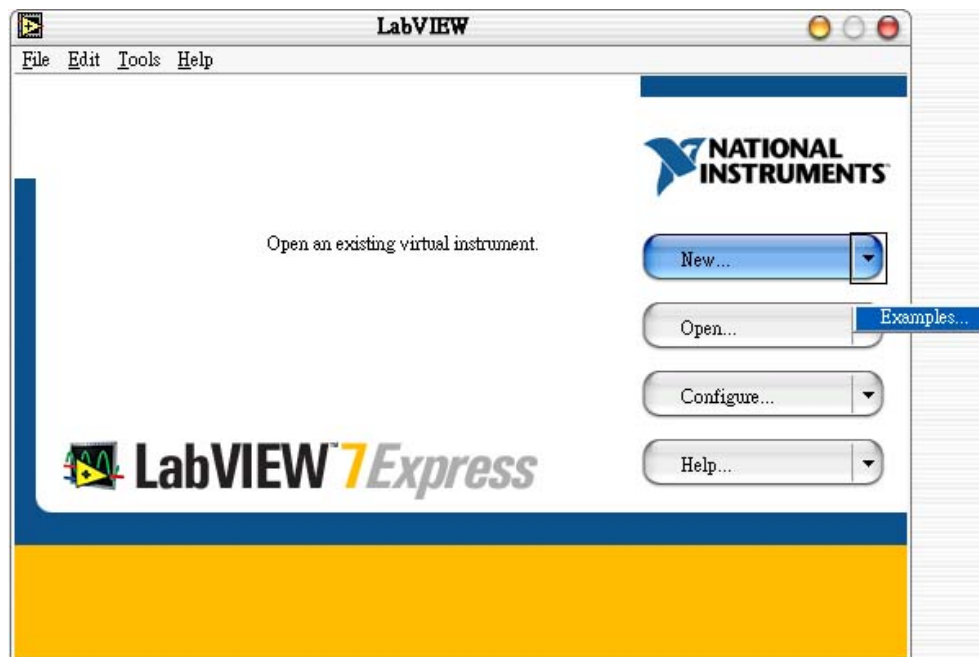 LabVIEW
File Edit Tools Help
NATIONAL
INSTRUMENTS
Open an existing virtual instrument.
New...
Open...
Examples...
Configure...
Help...
LabVIEW™ 7 Express